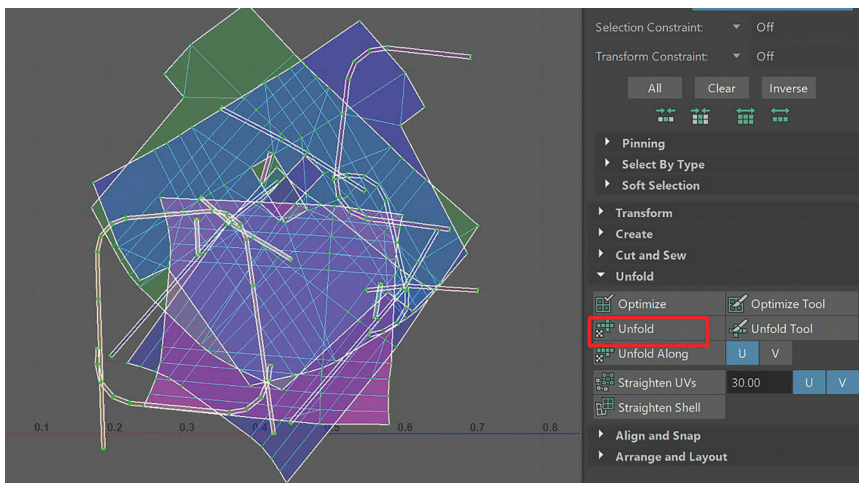 Selection Constraint: Off
Transform Constraint: Off
All Clear Inverse
Pinning
Select By Type
Soft Selection
Transform
Create
Cut and Sew
Unfold
Optimize Optimize Tool
Unfold Unfold Tool
Unfold Along U V
Straighten UVs 30.00 U V
Straighten Shell
0.1 0.2 0.3 0.4 0.5 0.6 0.7 0.8
Align and Snap
Arrange and Layout